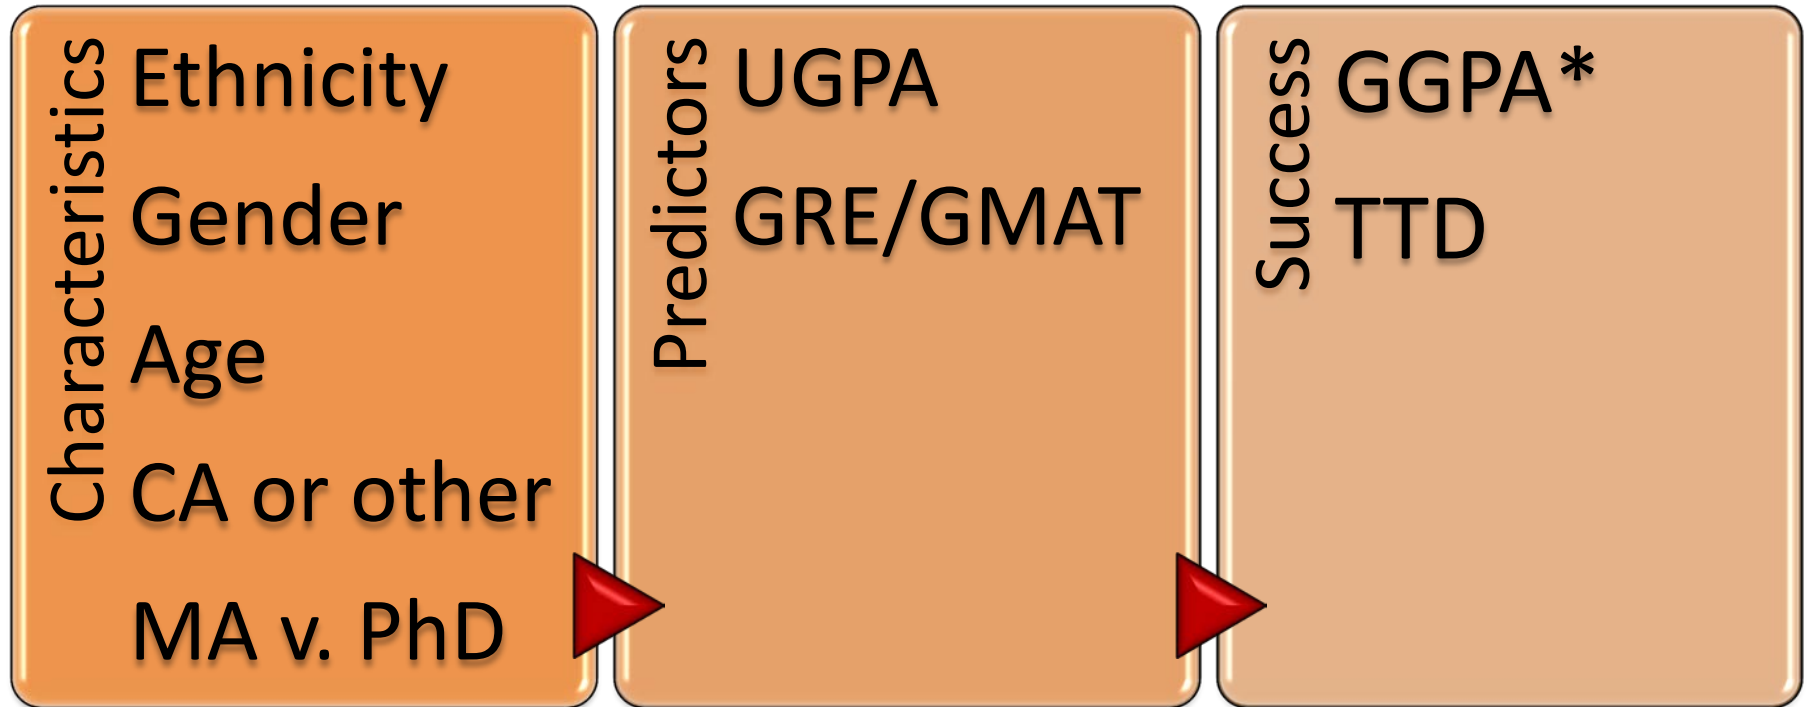 Characteristics
Ethnicity
Gender
Age
CA or other
MA v. PhD
Predictors
UGPA
GRE/GMAT
Success
GGPA*
TTD